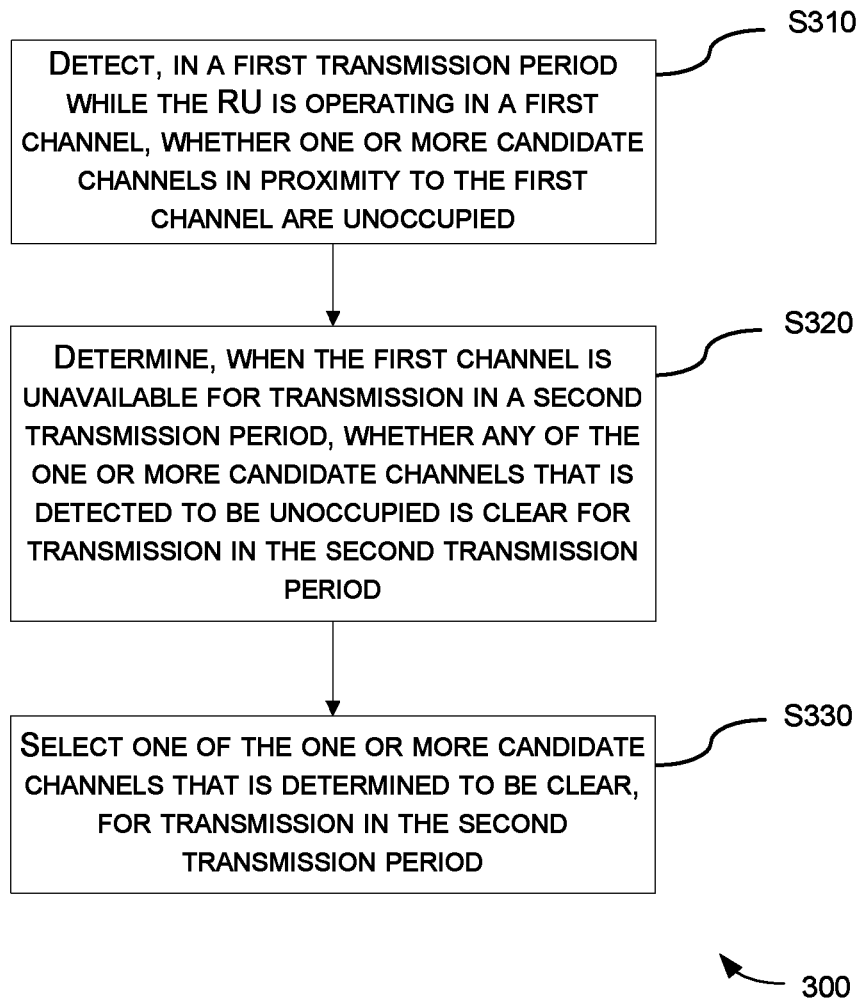 S310
DETECT, IN A FIRST TRANSMISSION PERIOD
WHILE THE RU IS OPERATING IN A FIRST
CHANNEL, WHETHER ONE OR MORE CANDIDATE
CHANNELS IN PROXIMITY TO THE FIRST
CHANNEL ARE UNOCCUPIED
S320
DETERMINE, WHEN THE FIRST CHANNEL IS
UNAVAILABLE FOR TRANSMISSION IN A SECOND
TRANSMISSION PERIOD, WHETHER ANY OF THE
ONE OR MORE CANDIDATE CHANNELS THAT IS
DETECTED TO BE UNOCCUPIED IS CLEAR FOR
TRANSMISSION IN THE SECOND TRANSMISSION
PERIOD
S330
SELECT ONE OF THE ONE OR MORE CANDIDATE
CHANNELS THAT IS DETERMINED TO BE CLEAR,
FOR TRANSMISSION IN THE SECOND
TRANSMISSION PERIOD
300